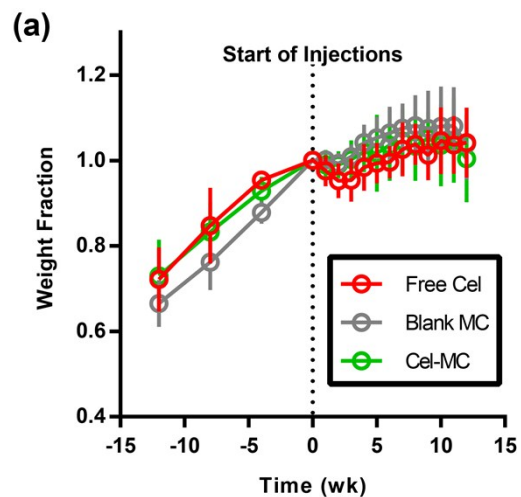 (a)
Start of Injections
1.2
1.0
0.8
0.6
0.4
Weight Fraction
Free Cel
Blank MC
Cel-MC
-15 -10 -5 0 5 10 15
Time (wk)